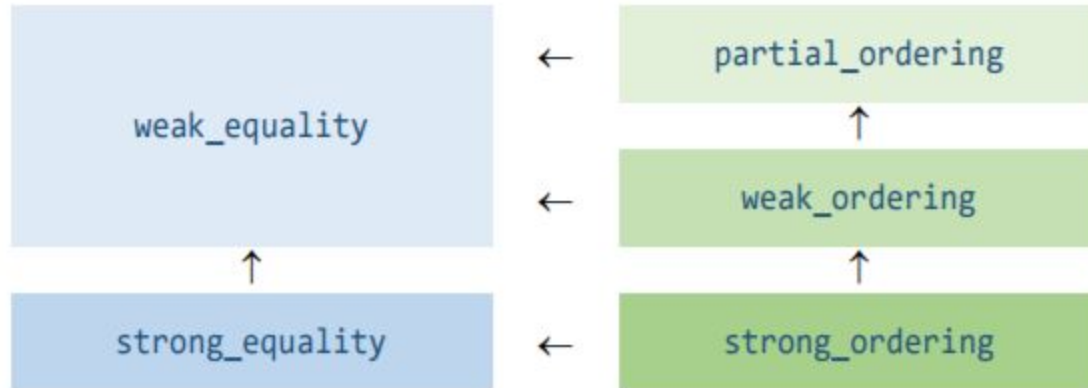 partial_ordering
weak_equality
weak_ordering
strong_equality
strong_ordering